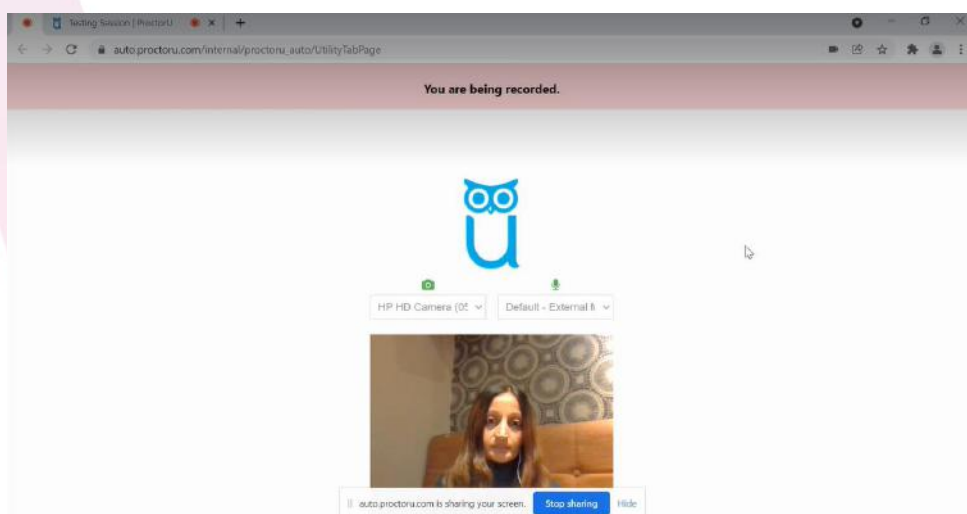 Testing Session | ProctorU
auto.proctoru.com/internal/proctoru_auto/UtilityTabPage
You are being recorded.
u
HP HD Camera (05
Default - External
auto.proctoru.com is sharing your screen. Stop sharing Hide